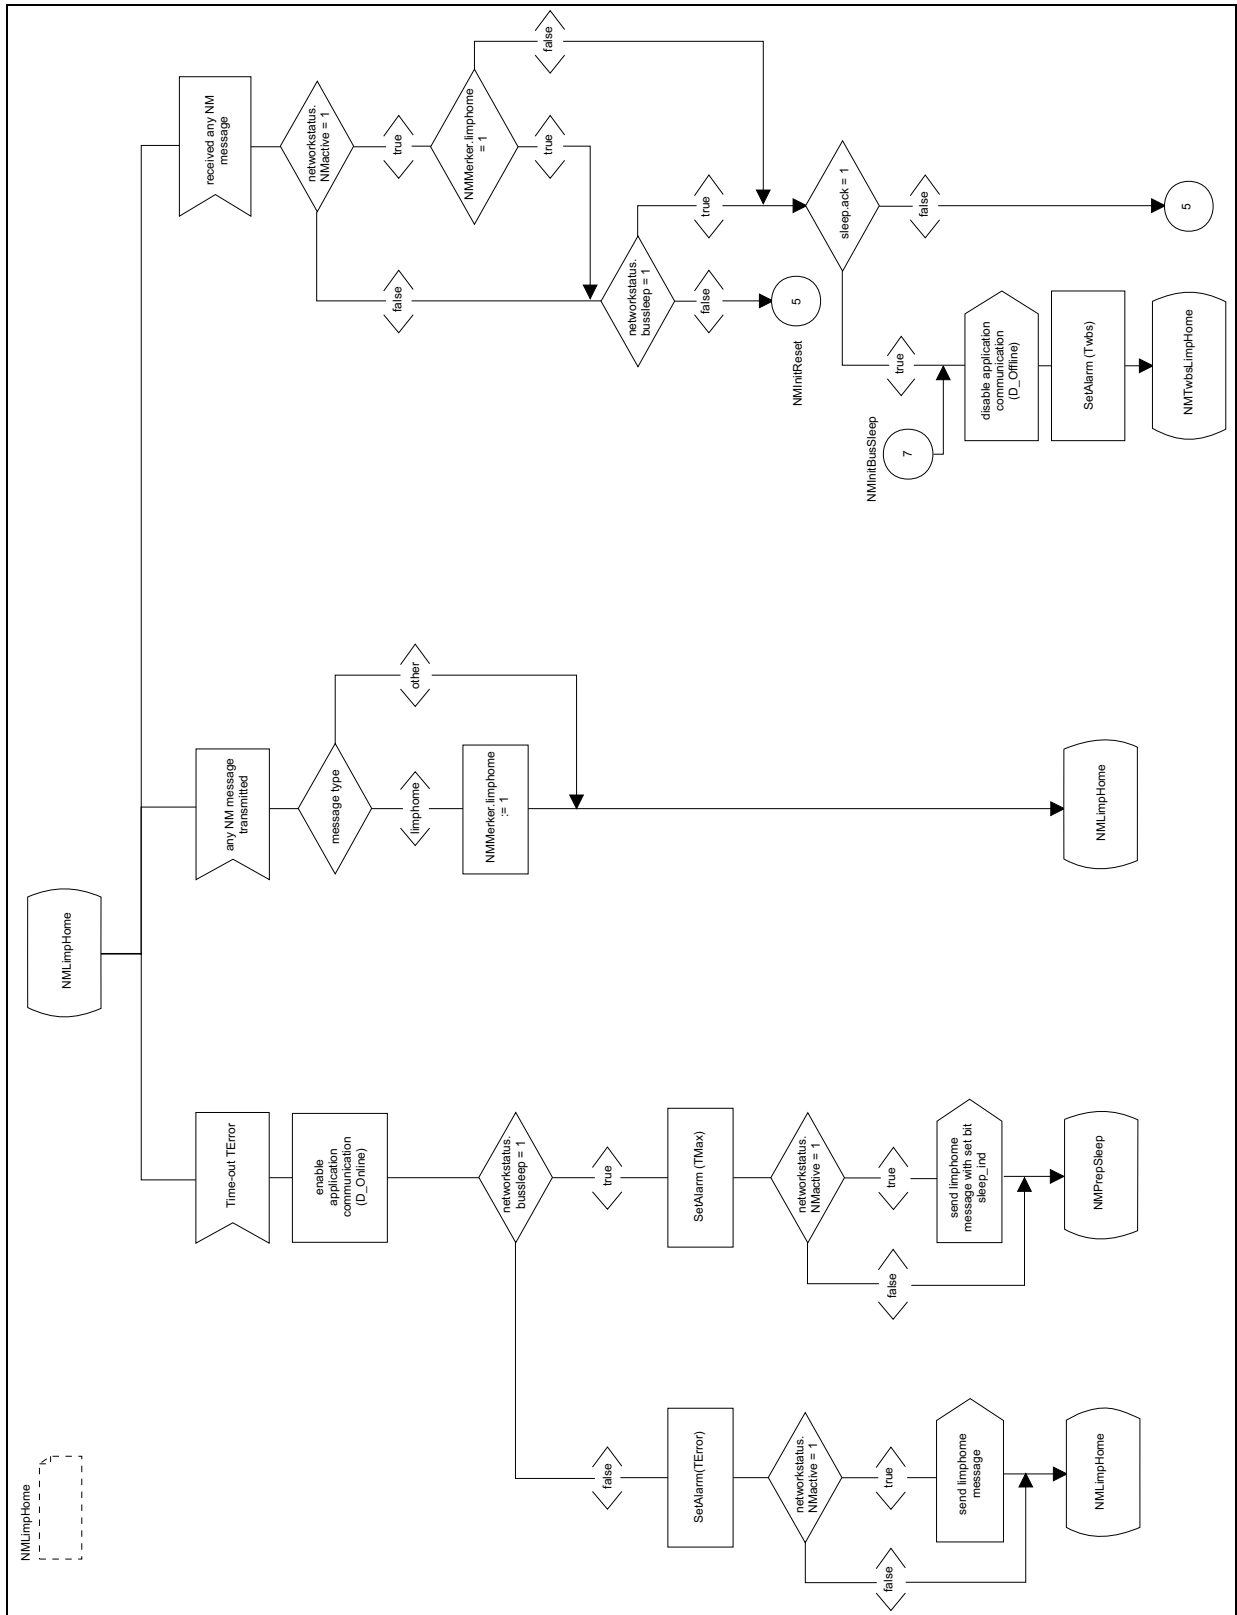 NMLimpHome
NMLimpHome
Time-out TError
enable
application
communication
(D_Online)
networkstatus.
bussleep = 1
false
true
SetAlarm(TError)
networkstatus.
NMactive = 1
false
true
send limphome
message
NMLimpHome
SetAlarm (TMax)
networkstatus.
NMactive = 1
false
true
send limphome
message with set bit
sleep_ind
NMPrepSleep
any NM message
transmitted
message type
limphome
other
NMMerker.limphome
:= 1
NMLimpHome
received any NM
message
networkstatus.
NMactive = 1
false
true
NMMerker.limphome
= 1
true
false
networkstatus.
bussleep = 1
false
true
NMInitReset
5
sleep.ack = 1
true
false
NMInitBusSleep
7
disable application
communication
(D_Offline)
SetAlarm (Twbs)
NMTwbsLimpHome
5